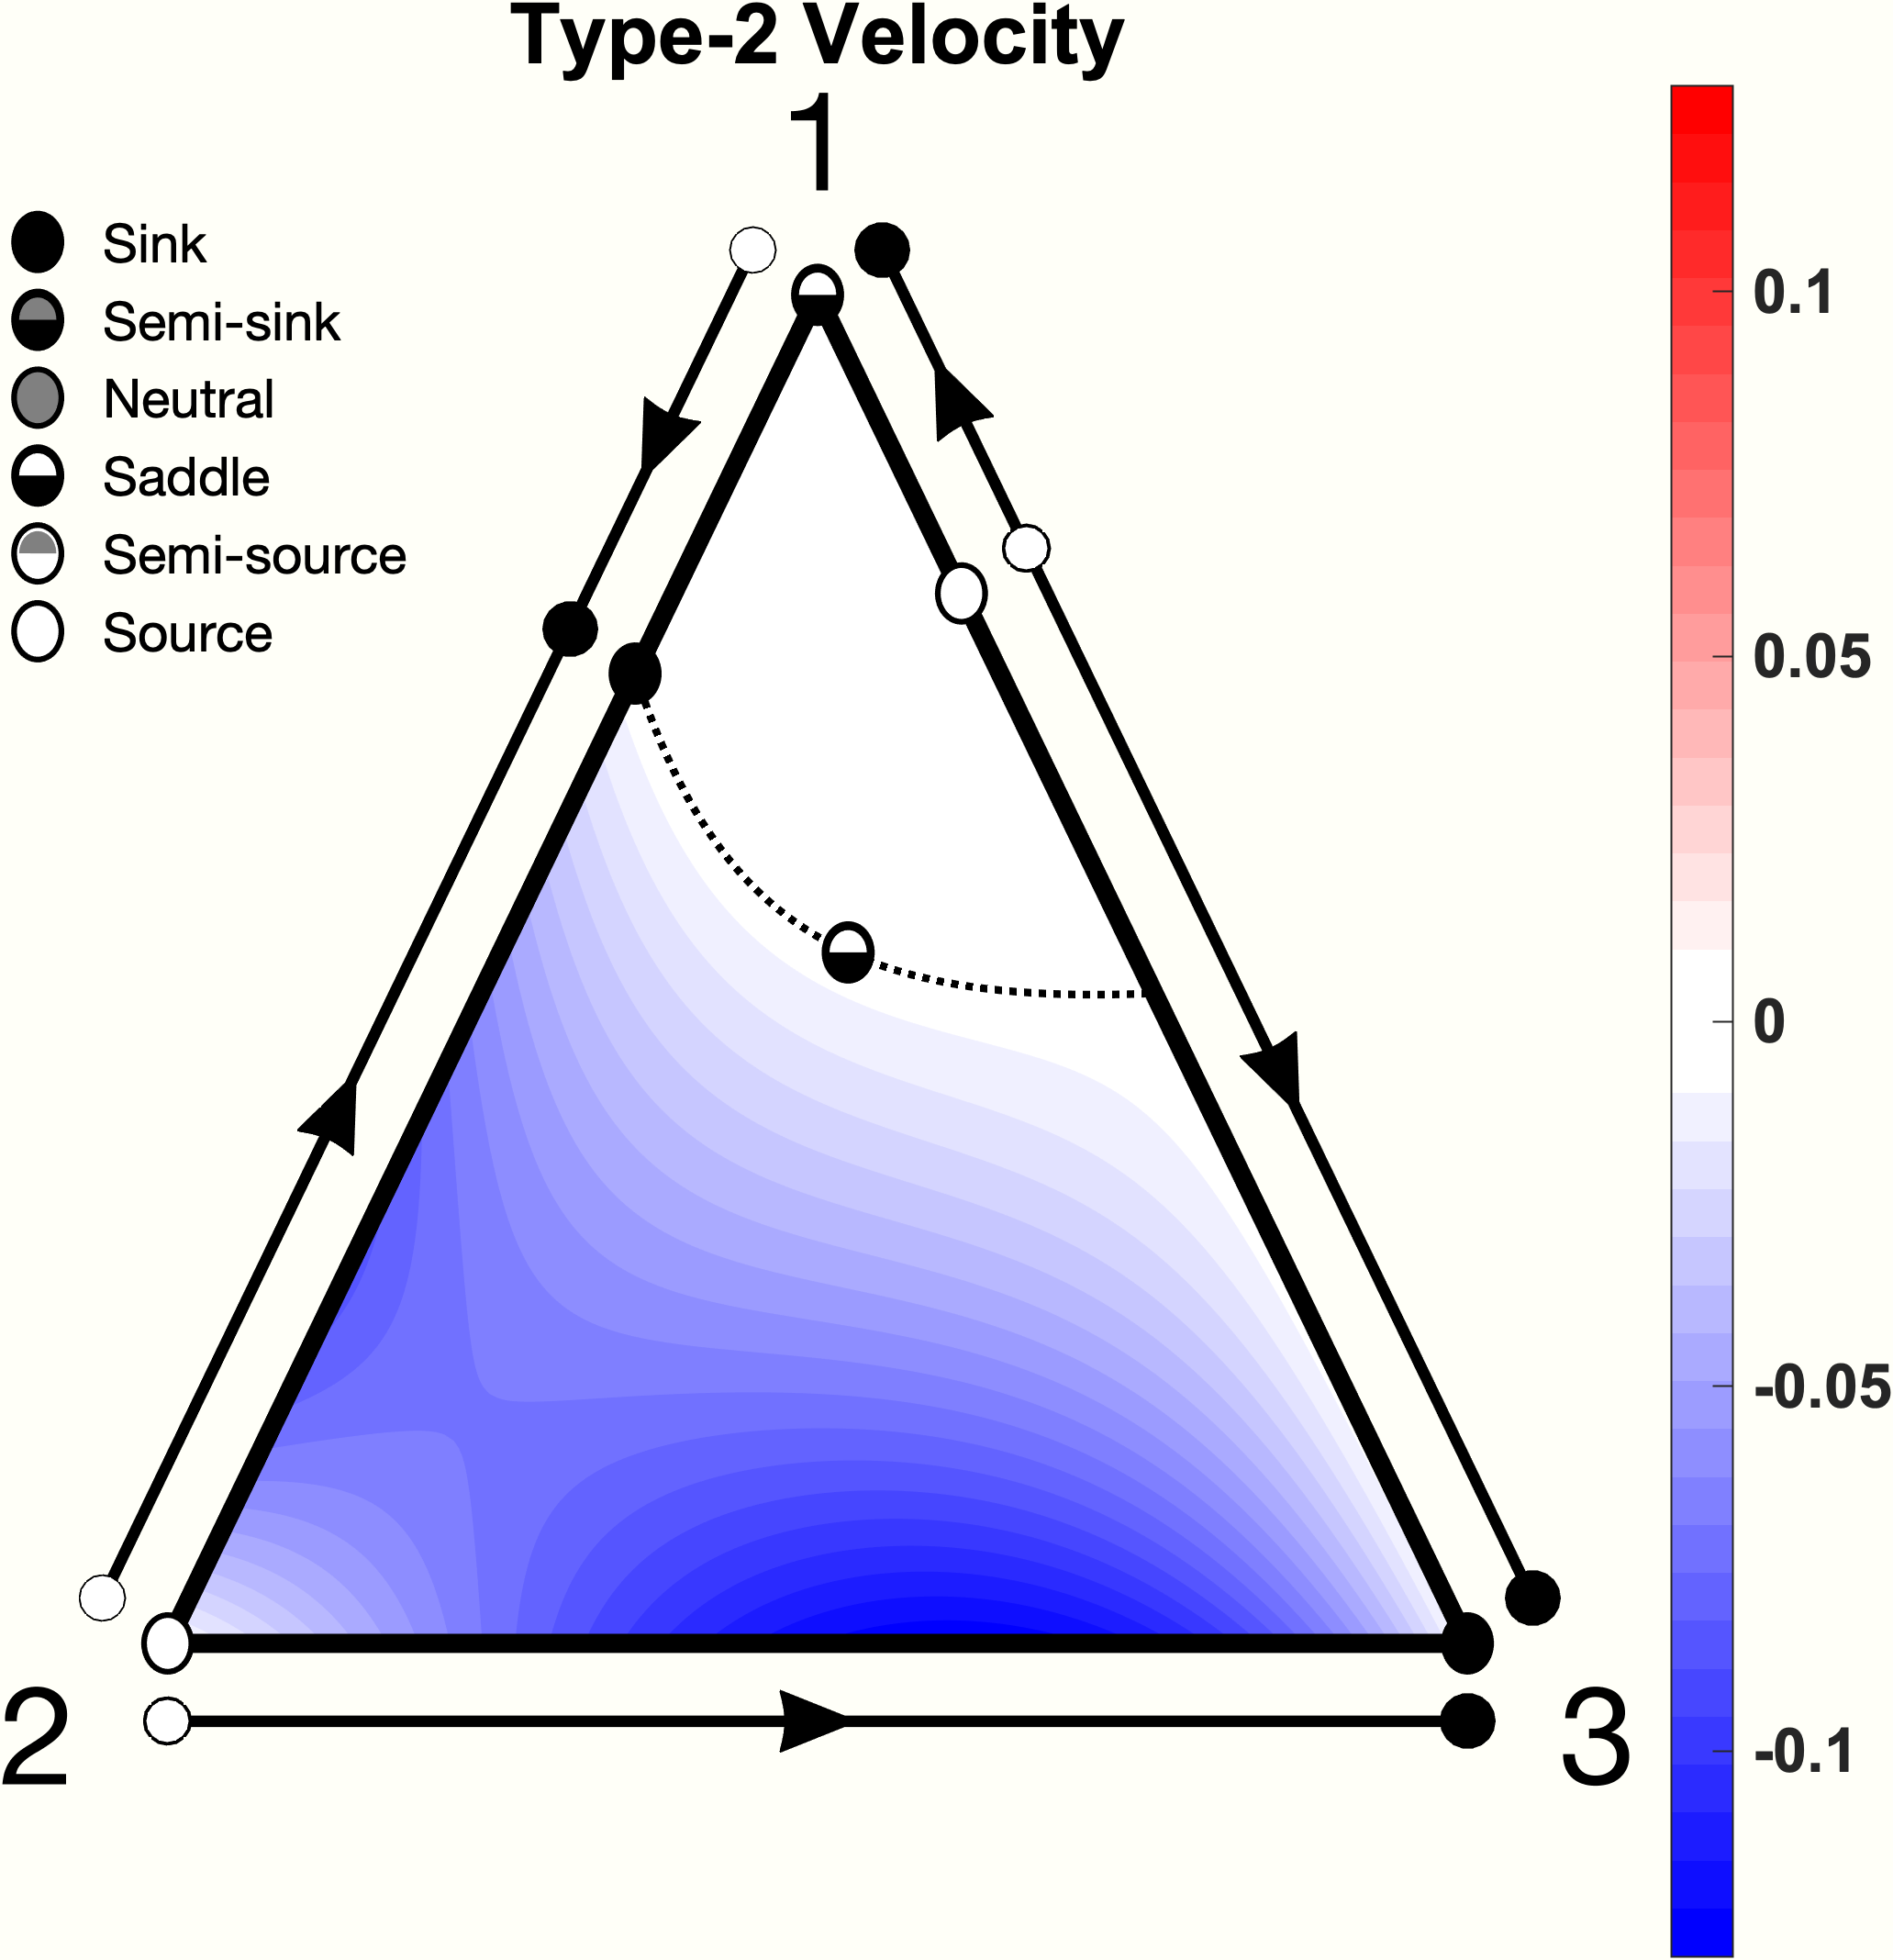 Type-2 Velocity
1
Sink
Semi-sink
Neutral
Saddle
Semi-source
Source
2
3
0.1
0.05
0
-0.05
-0.1